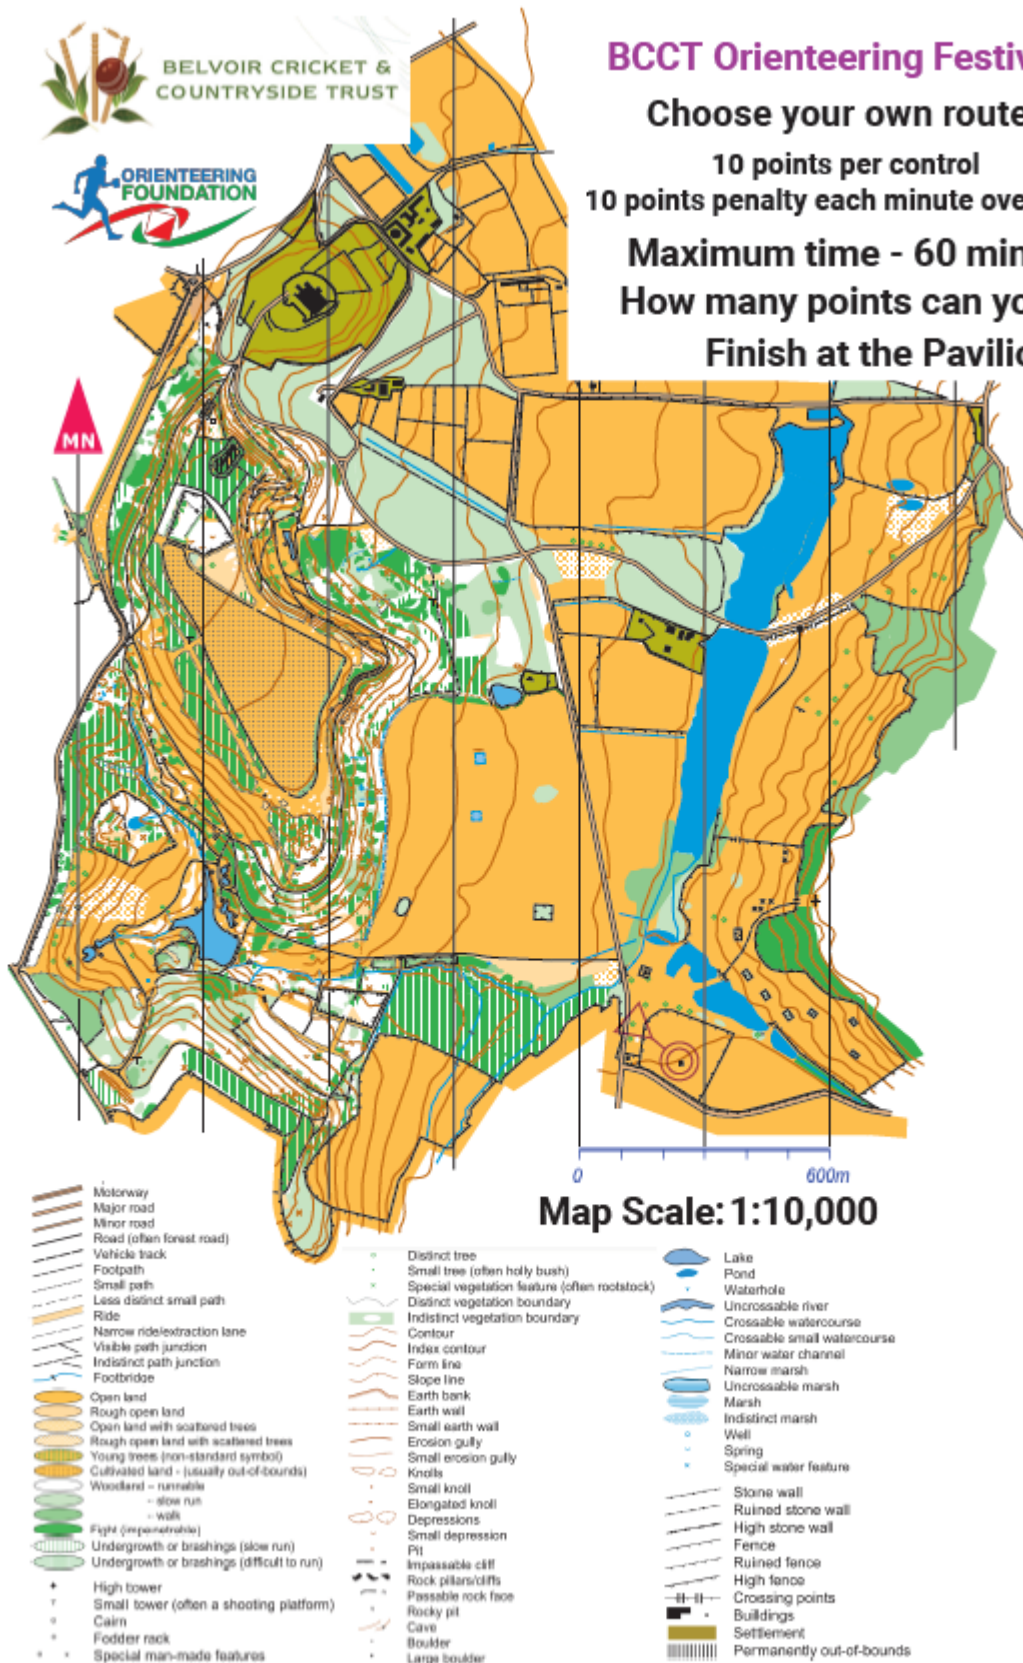 BELVOIR CRICKET &
COUNTRYSIDE TRUST
ORIENTEERING
FOUNDATION
BCCT Orienteering Festiv
Choose your own route
10 points per control
10 points penalty each minute ove
Maximum time - 60 min
How many points can yo
Finish at the Pavilio
MN
0
600m
Map Scale: 1:10,000
Motorway
Major road
Minor road
Road (often forest road)
Vehicle track
Footpath
Small path
Less distinct small path
Ride
Narrow ride/extraction lane
Visible path junction
Indistinct path junction
Footbridge
Open land
Rough open land
Open land with scattered trees
Rough open land with scattered trees
Young trees (non-standard symbol)
Cultivated land - (usually out-of-bounds)
Woodland – runnable
- slow run
- walk
Fight (impenetrable)
Undergrowth or brashings (slow run)
Undergrowth or brashings (difficult to run)
High tower
Small tower (often a shooting platform)
Cairn
Fodder rack
Special man-made features
Distinct tree
Small tree (often holly bush)
Special vegetation feature (often rootstock)
Distinct vegetation boundary
Indistinct vegetation boundary
Contour
Index contour
Form line
Slope line
Earth bank
Earth wall
Small earth wall
Erosion gully
Small erosion gully
Knolls
Small knoll
Elongated knoll
Depressions
Small depression
Pit
Impassable cliff
Rock pillars/cliffs
Passable rock face
Rocky pit
Cave
Boulder
Large boulder
Lake
Pond
Waterhole
Uncrossable river
Crossable watercourse
Crossable small watercourse
Minor water channel
Narrow marsh
Uncrossable marsh
Marsh
Indistinct marsh
Well
Spring
Special water feature
Stone wall
Ruined stone wall
High stone wall
Fence
Ruined fence
High fence
Crossing points
Buildings
Settlement
Permanently out-of-bounds